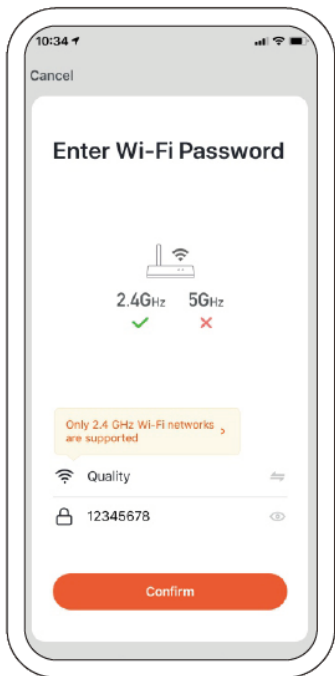 10:34
Cancel
Enter Wi-Fi Password
2.4GHz 5GHz
Only 2.4 GHz Wi-Fi networks
are supported
Quality
12345678
Confirm